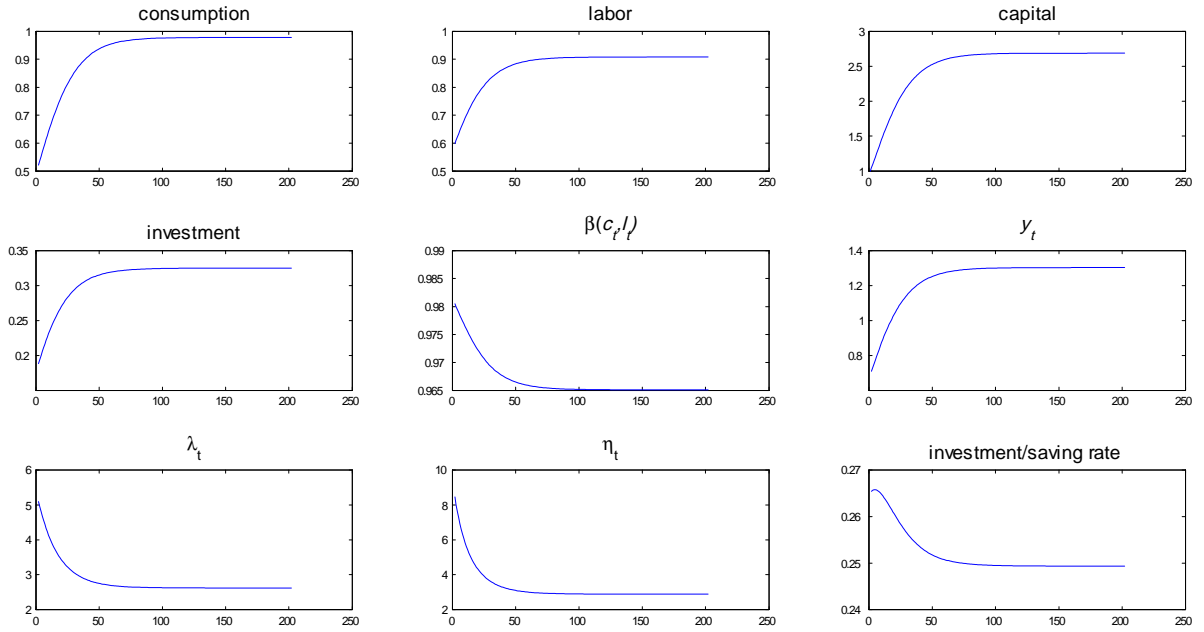 consumption
1
0.9
0.8
0.7
0.6
0.5
0 50 100 150 200 250
labor
1
0.9
0.8
0.7
0.6
0.5
0 50 100 150 200 250
capital
3
2.5
2
1.5
1
0 50 100 150 200 250
investment
0.35
0.3
0.25
0.2
0 50 100 150 200 250
β(c_t,l_t)
0.99
0.985
0.98
0.975
0.97
0.965
0 50 100 150 200 250
y_t
1.4
1.2
1
0.8
0 50 100 150 200 250
λ_t
6
5
4
3
2
0 50 100 150 200 250
η_t
10
8
6
4
2
0 50 100 150 200 250
investment/saving rate
0.27
0.26
0.25
0.24
0 50 100 150 200 250